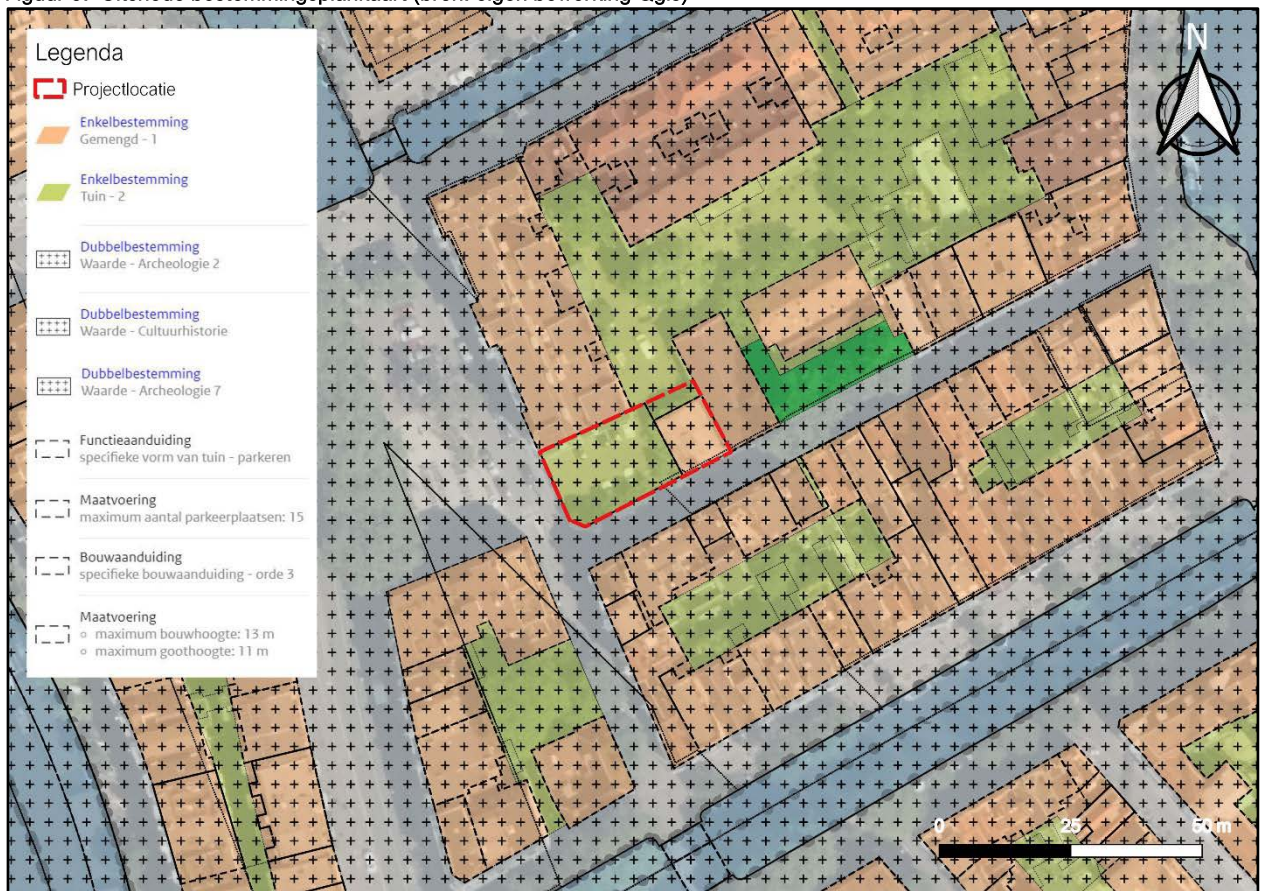 Legenda
Projectlocatie
Enkelbestemming
Gemengd - 1
Enkelbestemming
Tuin - 2
Dubbelbestemming
Waarde - Archeologie 2
Dubbelbestemming
Waarde - Cultuurhistorie
Dubbelbestemming
Waarde - Archeologie 7
Functieaanduiding
specifieke vorm van tuin - parkeren
Maatvoering
maximum aantal parkeerplaatsen: 15
Bouwaanduiding
specifieke bouwaanduiding - orde 3
Maatvoering
maximum bouwhoogte: 13 m
maximum goothoogte: 11 m
N
0 25 50 m